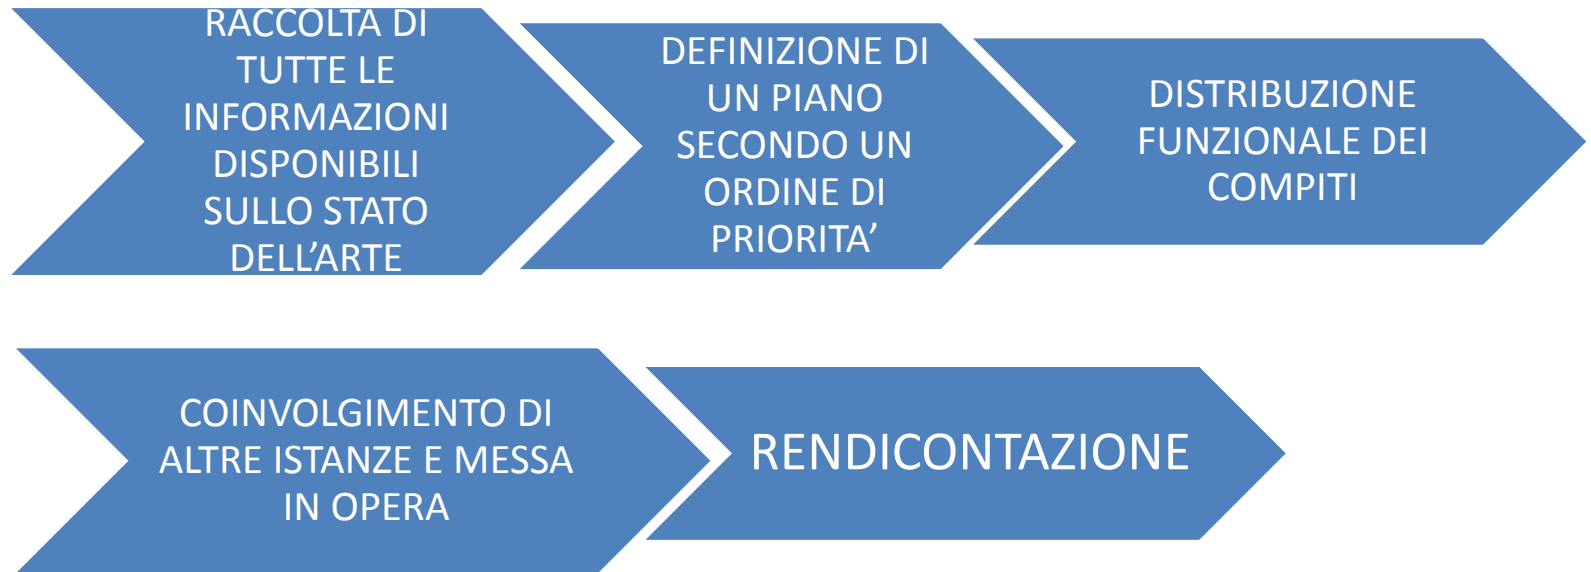 RACCOLTA DI
TUTTE LE
INFORMAZIONI
DISPONIBILI
SULLO STATO
DELL’ARTE
DEFINIZIONE DI
UN PIANO
SECONDO UN
ORDINE DI
PRIORITA’
DISTRIBUZIONE
FUNZIONALE DEI
COMPITI
COINVOLGIMENTO DI
ALTRE ISTANZE E MESSA
IN OPERA
RENDICONTAZIONE